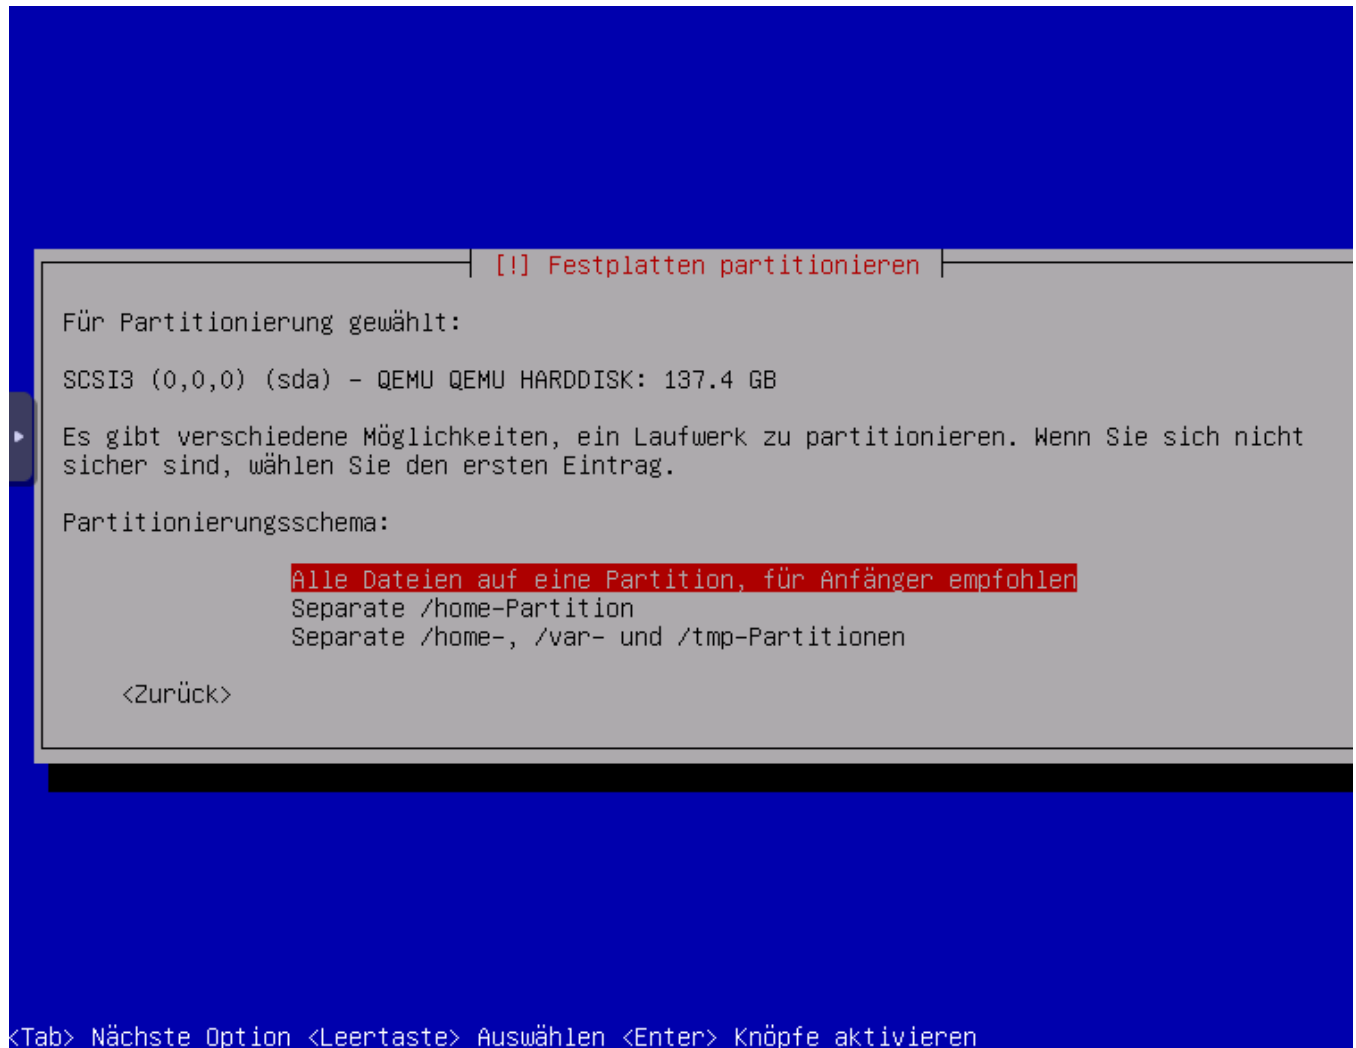 [!] Festplatten partitionieren
Für Partitionierung gewählt:
SCSI3 (0,0,0) (sda) - QEMU QEMU HARDDISK: 137.4 GB
Es gibt verschiedene Möglichkeiten, ein Laufwerk zu partitionieren. Wenn Sie sich nicht
sicher sind, wählen Sie den ersten Eintrag.
Partitionierungsschema:
Alle Dateien auf eine Partition, für Anfänger empfohlen
Separate /home-Partition
Separate /home-, /var- und /tmp-Partitionen
<Zurück>
<Tab> Nächste Option <Leertaste> Auswählen <Enter> Knöpfe aktivieren